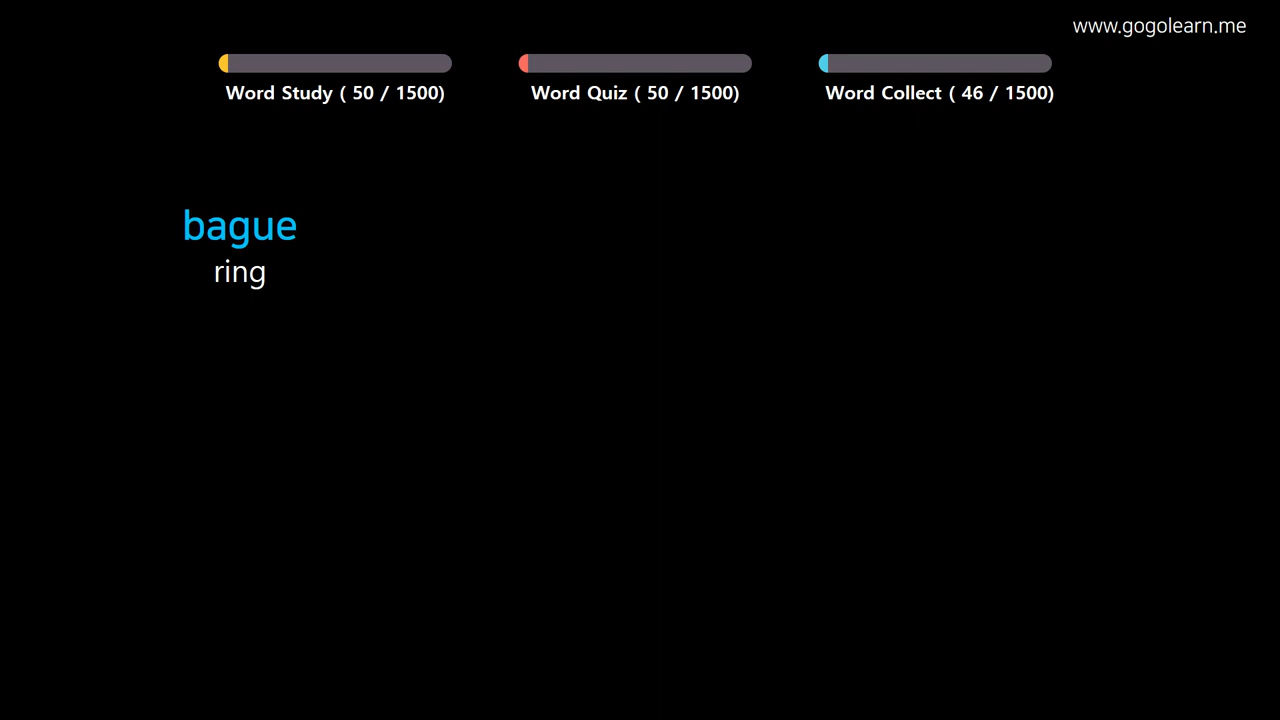 www.gogolearn.me
Word Study ( 50 / 1500)
Word Quiz ( 50 / 1500)
Word Collect ( 46 / 1500)
bague
ring